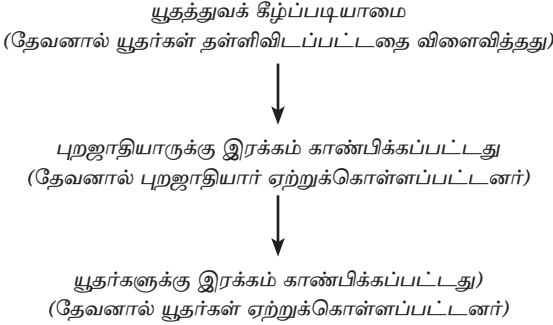 யூதத்துவக் கீழ்ப்படியாமை
(தேவனால் யூதர்கள் தள்ளிவிடப்பட்டதை விளைவித்தது)
புறஜாதியாருக்கு இரக்கம் காண்பிக்கப்பட்டது
(தேவனால் புறஜாதியார் ஏற்றுக்கொள்ளப்பட்டனர்)
யூதர்களுக்கு இரக்கம் காண்பிக்கப்பட்டது)
(தேவனால் யூதர்கள் ஏற்றுக்கொள்ளப்பட்டனர்)